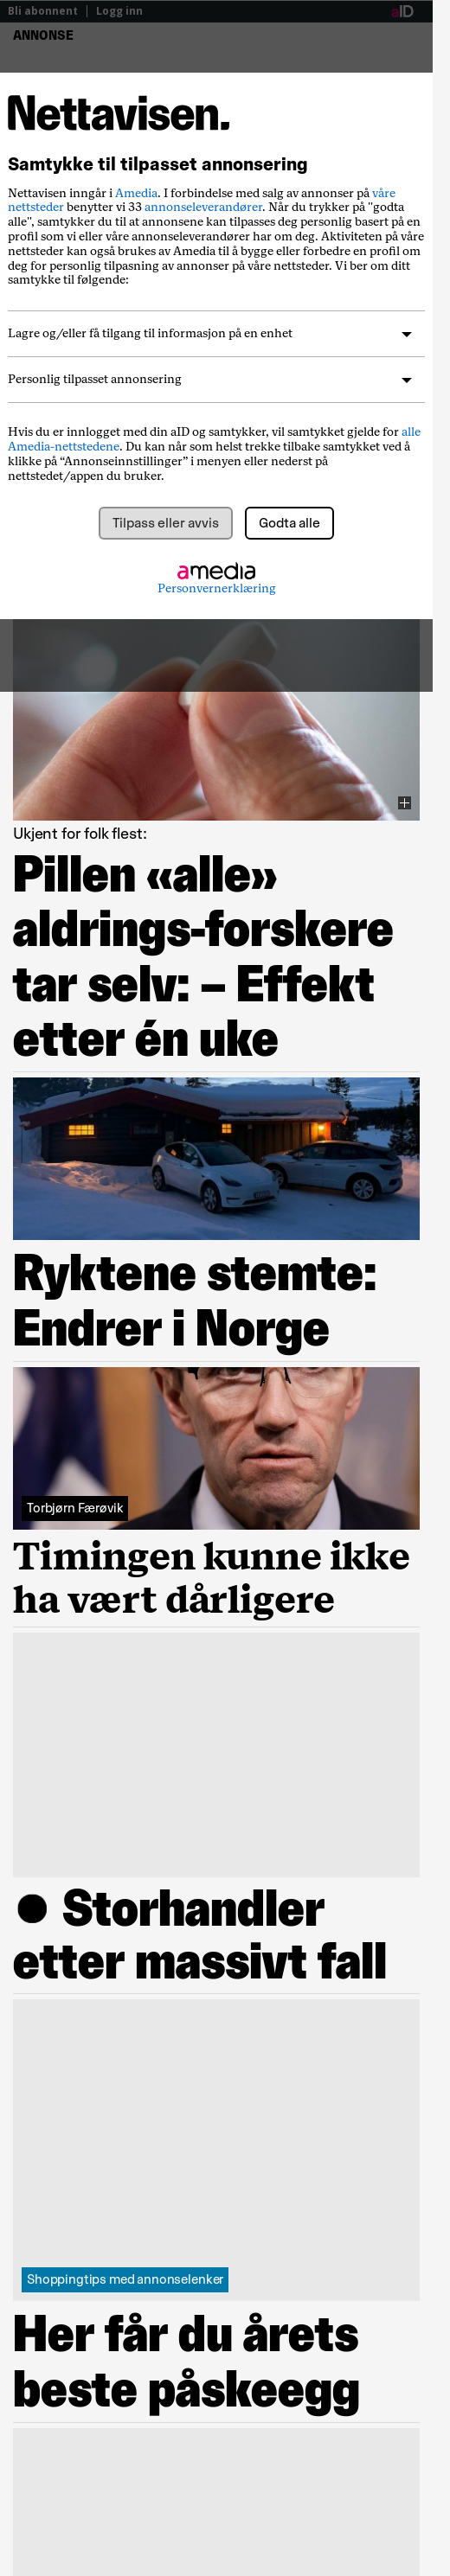 Bli abonnent | Logg inn
aID
ANNONSE
Nettavisen.
Samtykke til tilpasset annonsering
Nettavisen inngår i Amedia. I forbindelse med salg av annonser på våre
nettsteder benytter vi 33 annonseleverandører. Når du trykker på "godta
alle", samtykker du til at annonsene kan tilpasses deg personlig basert på en
profil som vi eller våre annonseleverandører har om deg. Aktiviteten på våre
nettsteder kan også brukes av Amedia til å bygge eller forbedre en profil om
deg for personlig tilpasning av annonser på våre nettsteder. Vi ber om ditt
samtykke til følgende:
Lagre og/eller få tilgang til informasjon på en enhet
Personlig tilpasset annonsering
Hvis du er innlogget med din aID og samtykker, vil samtykket gjelde for alle
Amedia-nettstedene. Du kan når som helst trekke tilbake samtykket ved å
klikke på “Annonseinnstillinger” i menyen eller nederst på
nettstedet/appen du bruker.
Tilpass eller avvis
Godta alle
amedia
Personvernerklæring
Ukjent for folk flest:
Pillen «alle»
aldrings-forskere
tar selv: – Effekt
etter én uke
Ryktene stemte:
Endrer i Norge
Torbjørn Færøvik
Timingen kunne ikke
ha vært dårligere
● Storhandler
etter massivt fall
Shoppingtips med annonselenker
Her får du årets
beste påskeegg